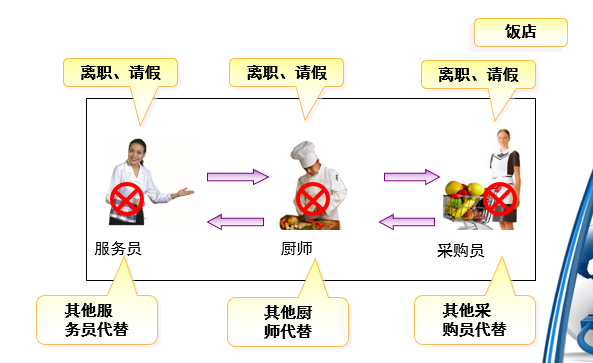 饭店
离职、请假
离职、请假
离职、请假
服务员
厨师
采购员
其他服
务员代替
其他厨
师代替
其他采
购员代替